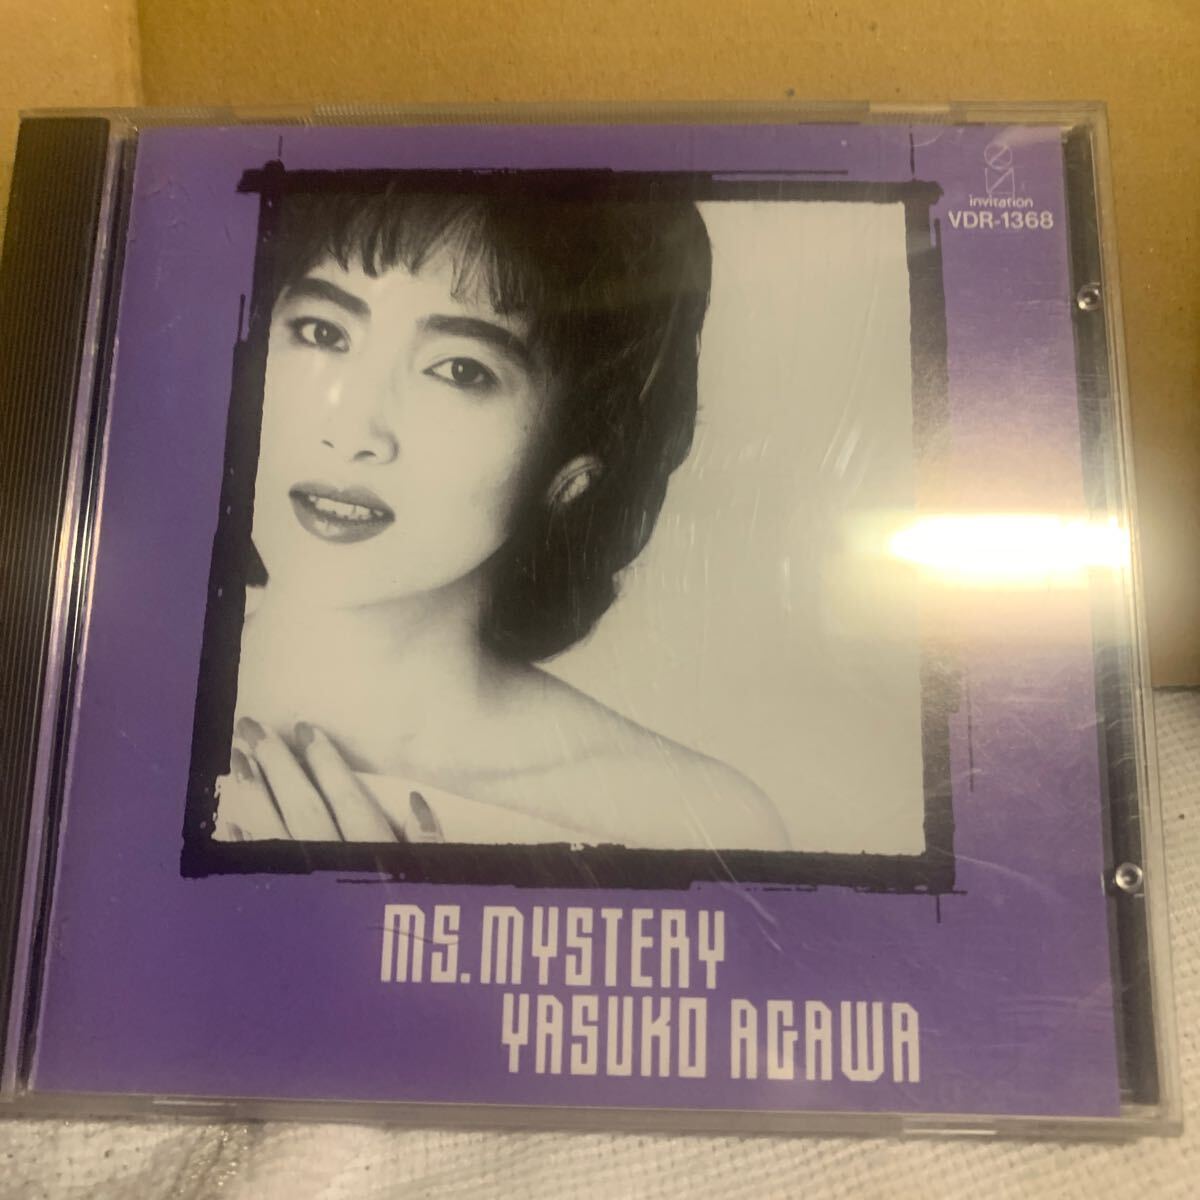 invitation
VDR-1368
MS. MYSTERY
YASUKO AGAWA